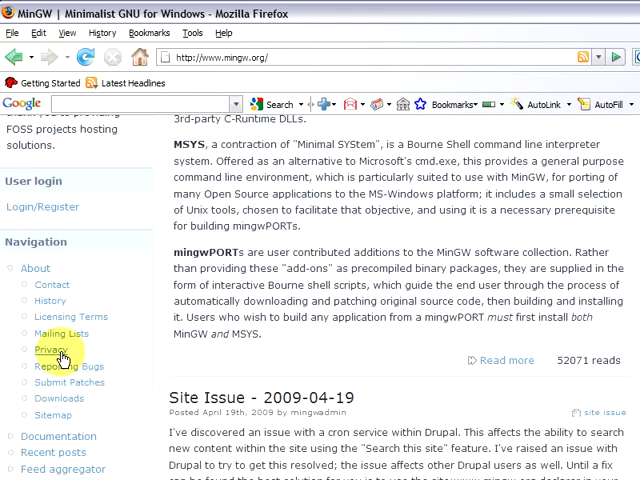 MinGW | Minimalist GNU for Windows - Mozilla Firefox
File Edit View History Bookmarks Tools Help
http://www.mingw.org/
Getting Started Latest Headlines
Google Search Bookmarks AutoLink AutoFill
FOSS projects hosting
solutions.
User login
Login/Register
Navigation
About
Contact
History
Licensing Terms
Mailing Lists
Privacy
Reporting Bugs
Submit Patches
Downloads
Sitemap
Documentation
Recent posts
Feed aggregator
3rd-party C-Runtime DLLs.
MSYS, a contraction of "Minimal SYStem", is a Bourne Shell command line interpreter
system. Offered as an alternative to Microsoft's cmd.exe, this provides a general purpose
command line environment, which is particularly suited to use with MinGW, for porting of
many Open Source applications to the MS-Windows platform; it includes a small selection
of Unix tools, chosen to facilitate that objective, and using it is a necessary prerequisite
for building mingwPORTs.
mingwPORTs are user contributed additions to the MinGW software collection. Rather
than providing these "add-ons" as precompiled binary packages, they are supplied in the
form of interactive Bourne shell scripts, which guide the end user through the process of
automatically downloading and patching original source code, then building and installing
it. Users who wish to build any application from a mingwPORT must first install both
MinGW and MSYS.
Read more 52071 reads
Site Issue - 2009-04-19
Posted April 19th, 2009 by mingwadmin site issue
I've discovered an issue with a cron service within Drupal. This affects the ability to search
new content within the site using the "Search this site" feature. I've raised an issue with
Drupal to try to get this resolved; the issue affects other Drupal users as well. Until a fix